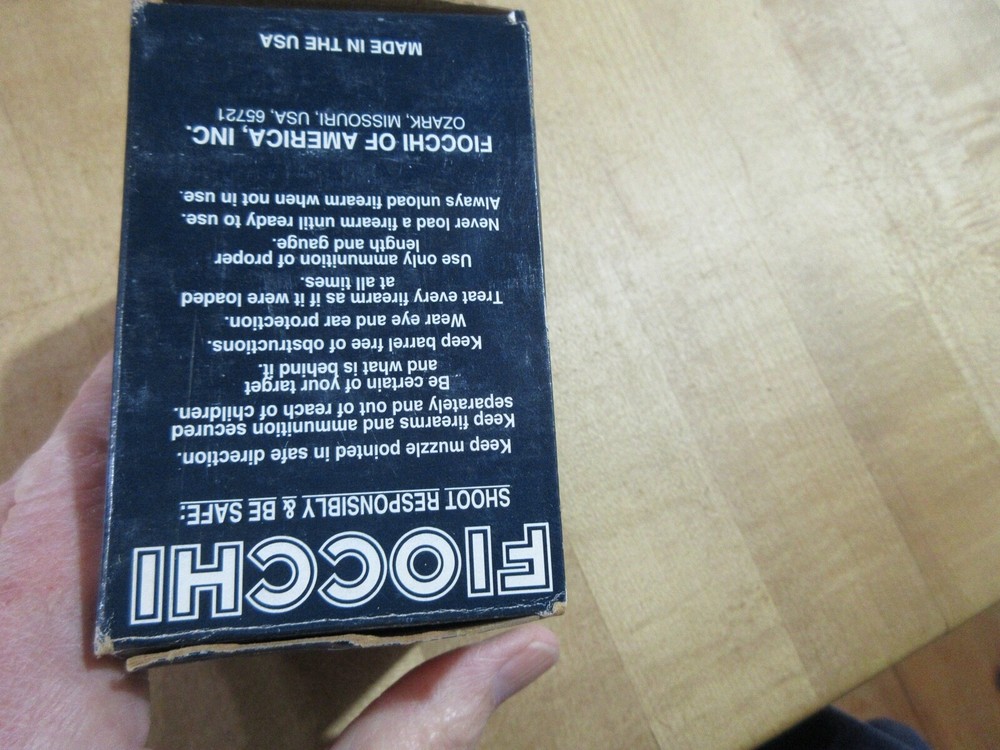 FIOCCHI
SHOOT RESPONSIBLY & BE SAFE:
Keep muzzle pointed in safe direction.
Keep firearms and ammunition secured
separately and out of reach of children.
Be certain of your target
and what is behind it.
Keep barrel free of obstructions.
Wear eye and ear protection.
Treat every firearm as if it were loaded
at all times.
Use only ammunition of proper
length and gauge.
Never load a firearm until ready to use.
Always unload firearm when not in use.
FIOCCHI OF AMERICA, INC.
OZARK, MISSOURI, USA, 65721
MADE IN THE USA